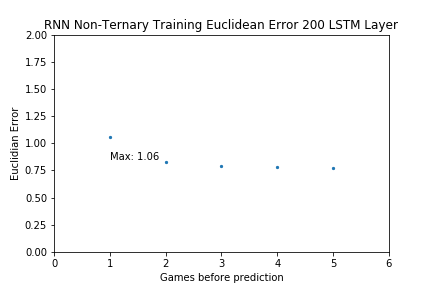 RNN Non-Ternary Training Euclidean Error 200 LSTM Layer
2.00
1.75
1.50
1.25
1.00
0.75
0.50
0.25
0.00
Euclidian Error
Max: 1.06
0 1 2 3 4 5 6
Games before prediction